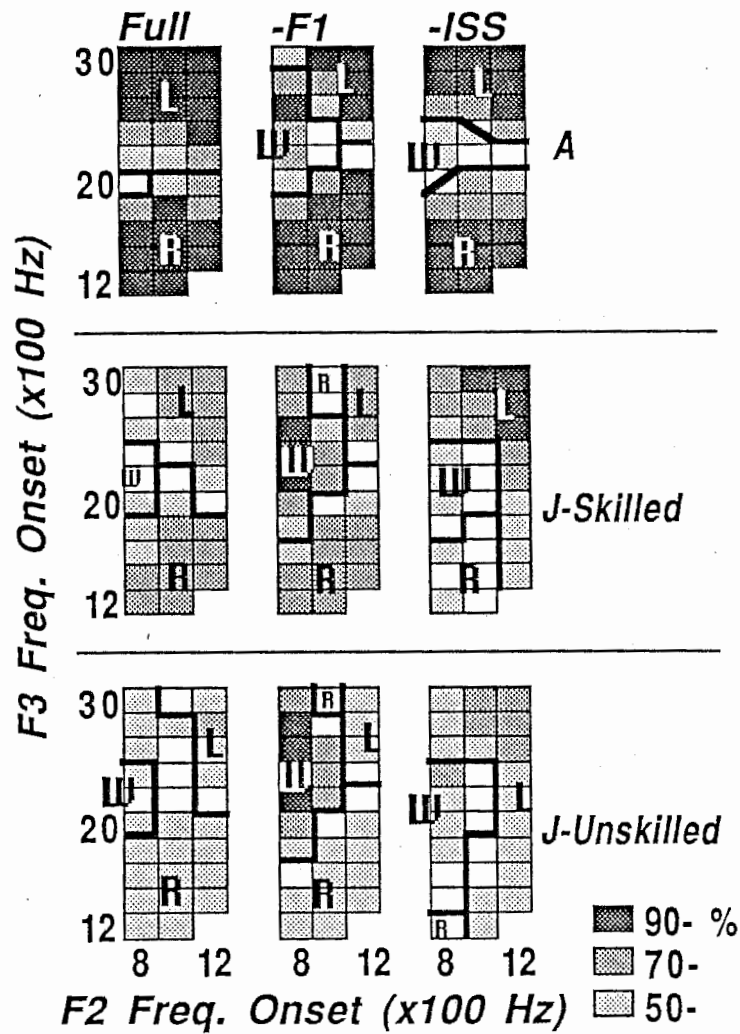 Full -F1 -ISS
30 L L L
W W A
20
R R R
12
F3 Freq. Onset (x100 Hz)
30 L R L L
W W W
20 J-Skilled
R R R
12
30 R
L L
W W W L
20 J-Unskilled
R R
12 R
90- %
8 12 8 12 8 12 70-
F2 Freq. Onset (x100 Hz) 50-